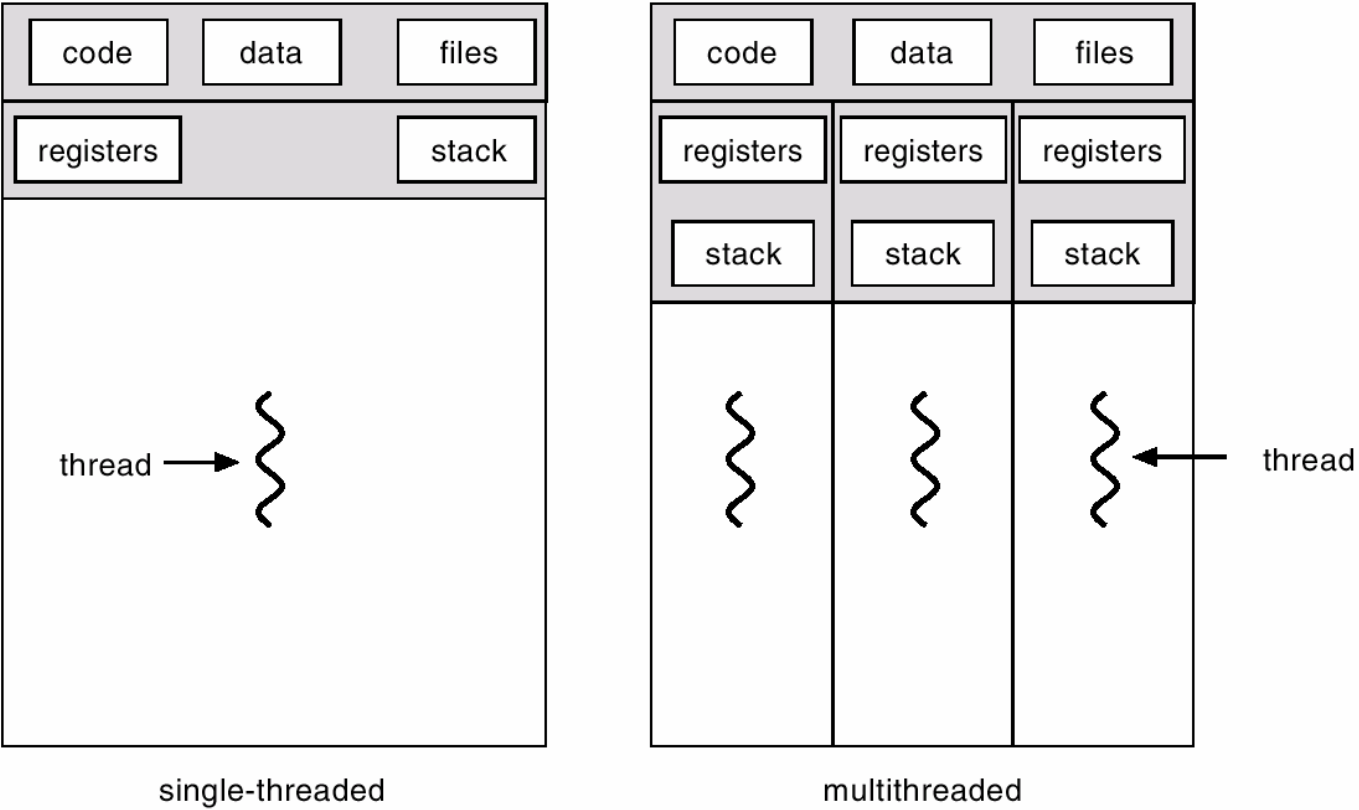 code data files
registers stack
thread
single-threaded
code data files
registers registers registers
stack stack stack
thread
multithreaded